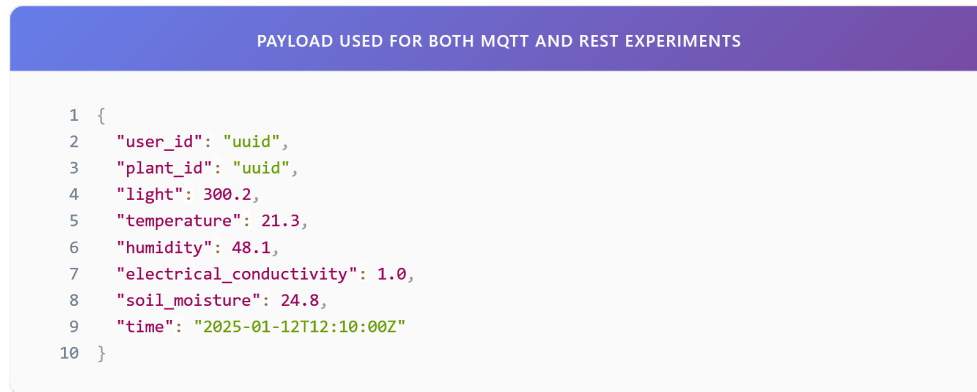 PAYLOAD USED FOR BOTH MQTT AND REST EXPERIMENTS
1 {
2 "user_id": "uuid",
3 "plant_id": "uuid",
4 "light": 300.2,
5 "temperature": 21.3,
6 "humidity": 48.1,
7 "electrical_conductivity": 1.0,
8 "soil_moisture": 24.8,
9 "time": "2025-01-12T12:10:00Z"
10 }